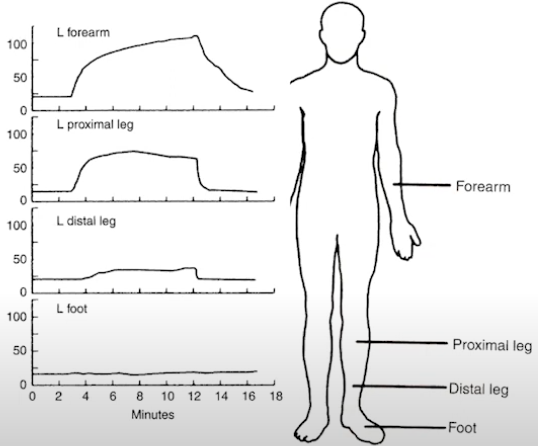 L forearm
100
50
0
L proximal leg
100
50
0
L distal leg
100
50
0
L foot
100
50
0
0 2 4 6 8 10 12 14 16 18
Minutes
Forearm
Proximal leg
Distal leg
Foot